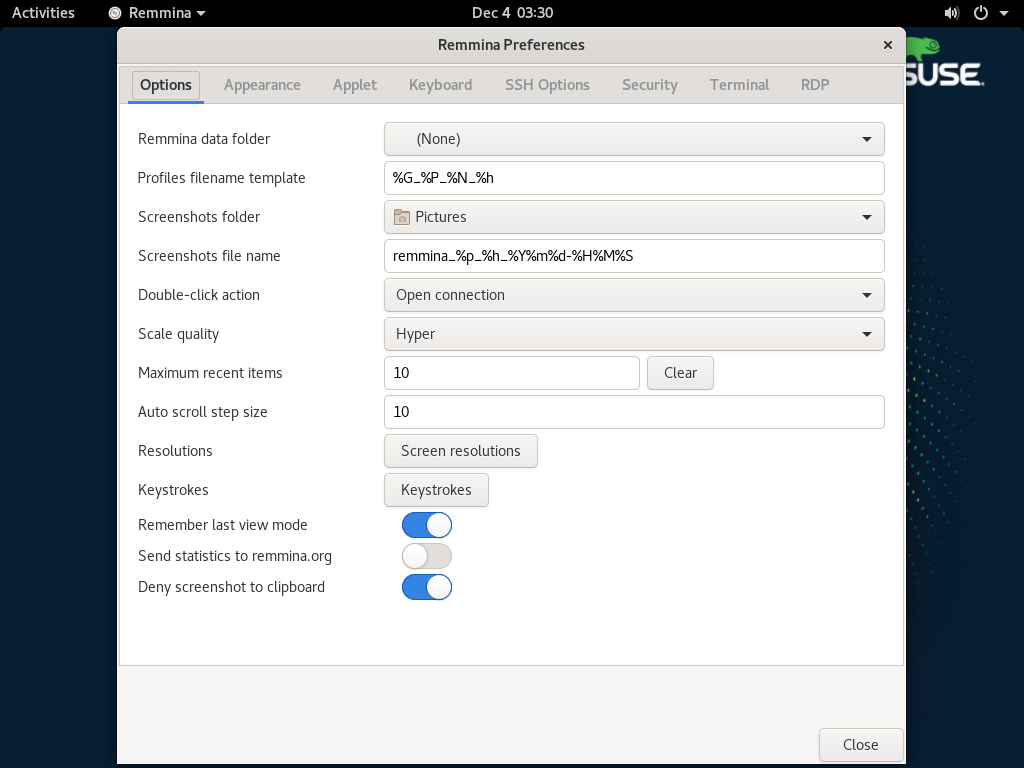 Activities Remmina Dec 4 03:30
Remmina Preferences
SUSE.
Options Appearance Applet Keyboard SSH Options Security Terminal RDP
Remmina data folder (None)
Profiles filename template %G_%P_%N_%h
Screenshots folder Pictures
Screenshots file name remmina_%p_%h_%Y%m%d-%H%M%S
Double-click action Open connection
Scale quality Hyper
Maximum recent items 10 Clear
Auto scroll step size 10
Resolutions Screen resolutions
Keystrokes Keystrokes
Remember last view mode
Send statistics to remmina.org
Deny screenshot to clipboard
Close